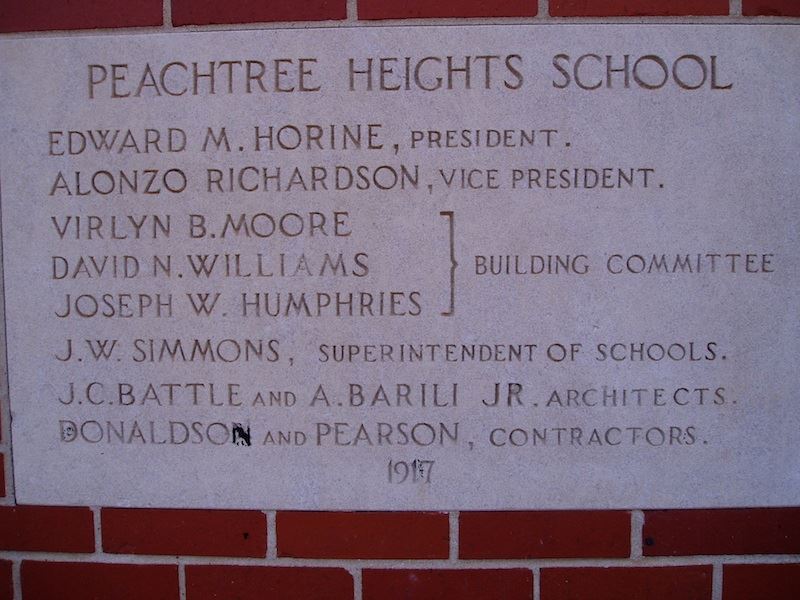 PEACHTREE HEIGHTS SCHOOL
EDWARD M. HORINE, PRESIDENT.
ALONZO RICHARDSON, VICE PRESIDENT.
VIRLYN B. MOORE
DAVID N. WILLIAMS
JOSEPH W. HUMPHRIES
BUILDING COMMITTEE
J.W. SIMMONS, SUPERINTENDENT OF SCHOOLS.
J.C. BATTLE AND A. BARILI JR. ARCHITECTS.
DONALDSON AND PEARSON, CONTRACTORS.
1917